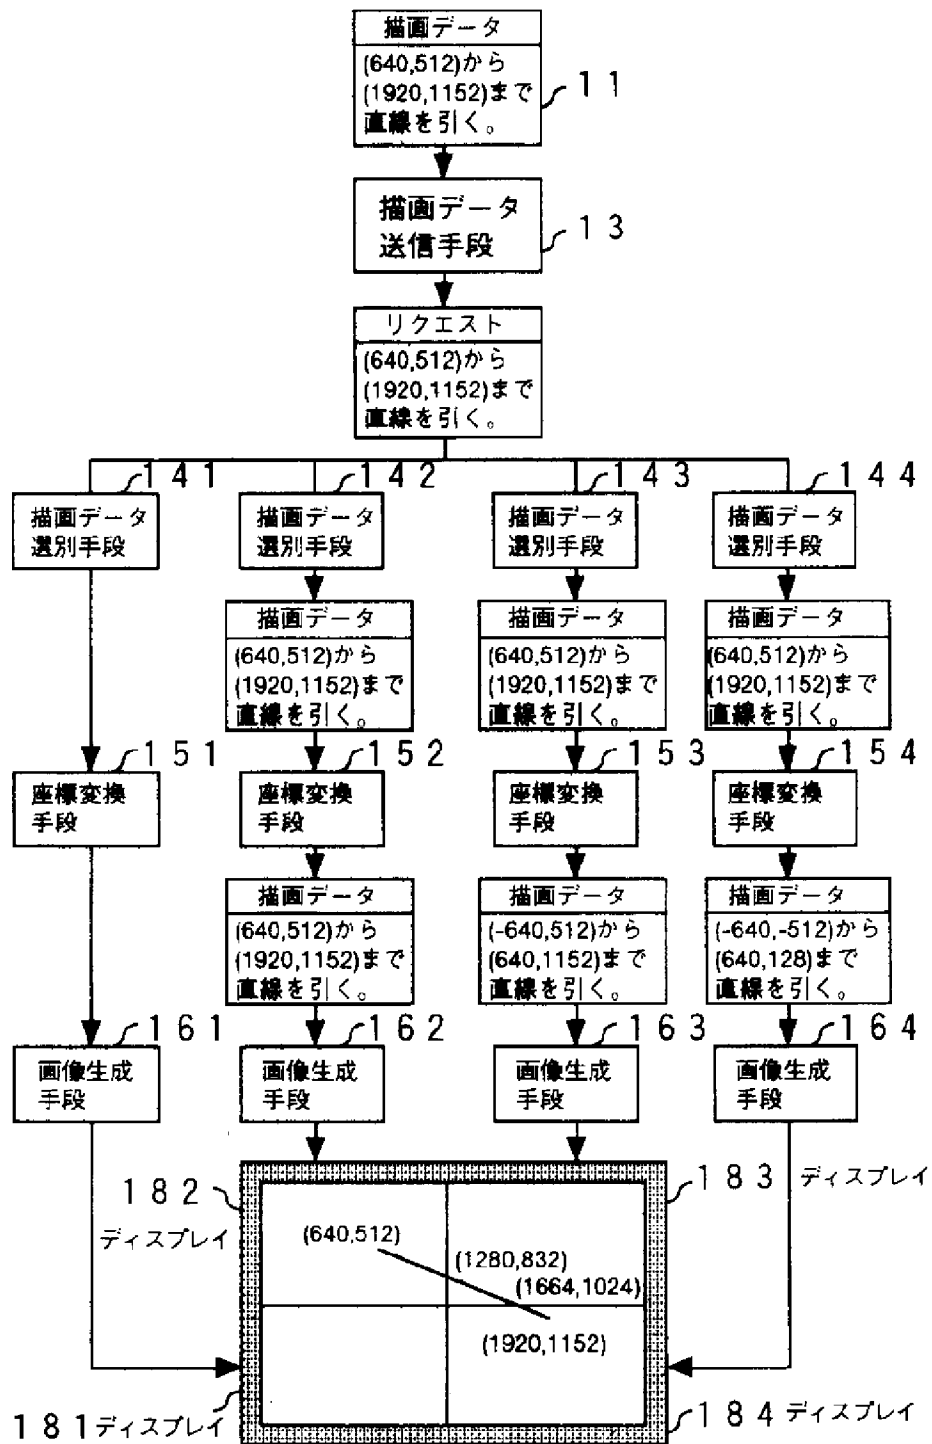 描画データ
(640,512)から
(1920,1152)まで
直線を引く。
11
描画データ
送信手段
13
リクエスト
(640,512)から
(1920,1152)まで
直線を引く。
141
142
143
144
描画データ
選別手段
描画データ
選別手段
描画データ
選別手段
描画データ
選別手段
描画データ
(640,512)から
(1920,1152)まで
直線を引く。
描画データ
(640,512)から
(1920,1152)まで
直線を引く。
描画データ
(640,512)から
(1920,1152)まで
直線を引く。
151
152
153
154
座標変換
手段
座標変換
手段
座標変換
手段
座標変換
手段
描画データ
(640,512)から
(1920,1152)まで
直線を引く。
描画データ
(-640,512)から
(640,1152)まで
直線を引く。
描画データ
(-640,-512)から
(640,128)まで
直線を引く。
161
162
163
164
画像生成
手段
画像生成
手段
画像生成
手段
画像生成
手段
182
ディスプレイ
183 ディスプレイ
(640,512)
(1280,832)
(1664,1024)
(1920,1152)
181ディスプレイ
184 ディスプレイ